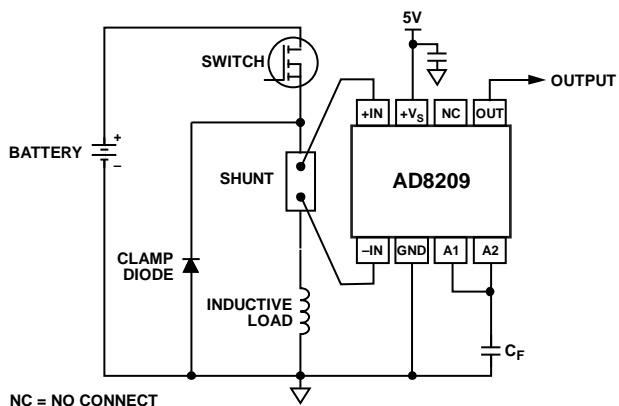 5V
SWITCH
OUTPUT
+IN
+VS
NC
OUT
+
BATTERY
–
SHUNT
AD8209
–IN
GND
A1
A2
CLAMP
DIODE
INDUCTIVE
LOAD
CF
NC = NO CONNECT